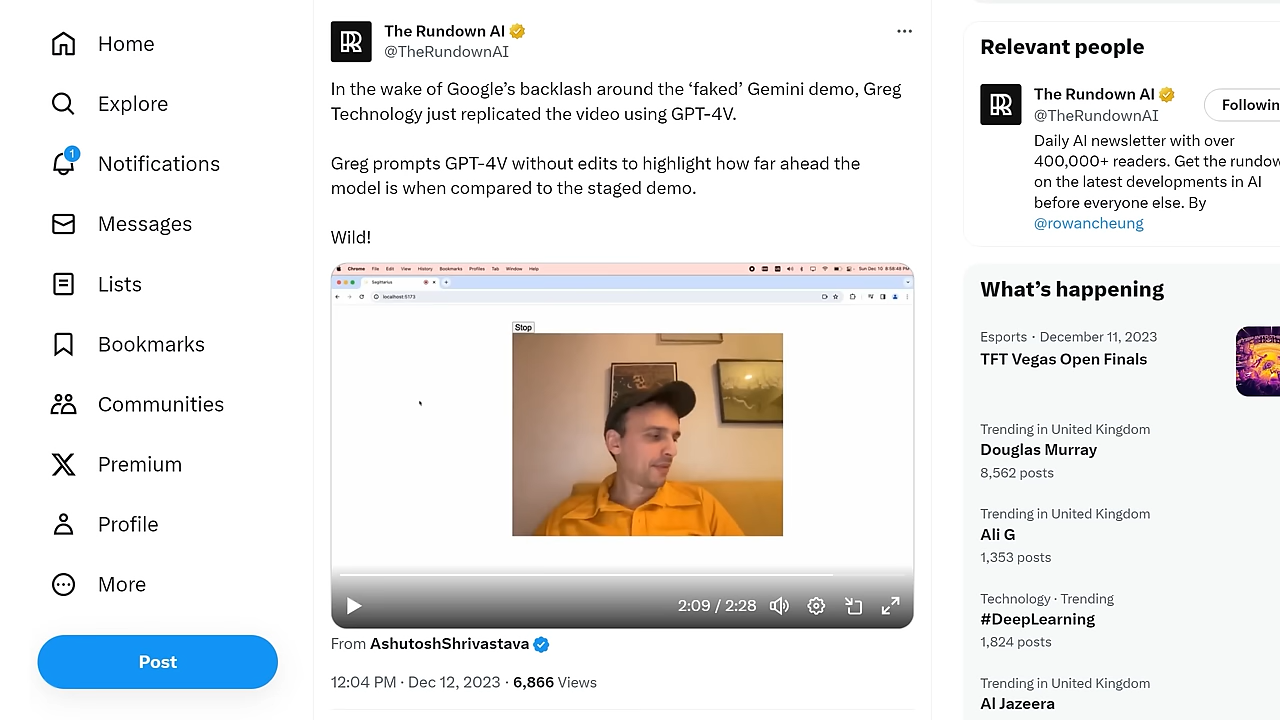 Home
Explore
1
Notifications
Messages
Lists
Bookmarks
Communities
Premium
Profile
More
Post
The Rundown AI
@TheRundownAI
In the wake of Google’s backlash around the ‘faked’ Gemini demo, Greg
Technology just replicated the video using GPT-4V.
Greg prompts GPT-4V without edits to highlight how far ahead the
model is when compared to the staged demo.
Wild!
Chrome File Edit View History Bookmarks Profiles Tab Window Help
Sun Dec 10 8:58:48 PM
Sagittarius
localhost:5173
Stop
2:09 / 2:28
From AshutoshShrivastava
12:04 PM · Dec 12, 2023 · 6,866 Views
Relevant people
The Rundown AI
@TheRundownAI
Followin
Daily AI newsletter with over
400,000+ readers. Get the rundow
on the latest developments in AI
before everyone else. By
@rowancheung
What’s happening
Esports · December 11, 2023
TFT Vegas Open Finals
Trending in United Kingdom
Douglas Murray
8,562 posts
Trending in United Kingdom
Ali G
1,353 posts
Technology · Trending
#DeepLearning
1,824 posts
Trending in United Kingdom
Al Jazeera